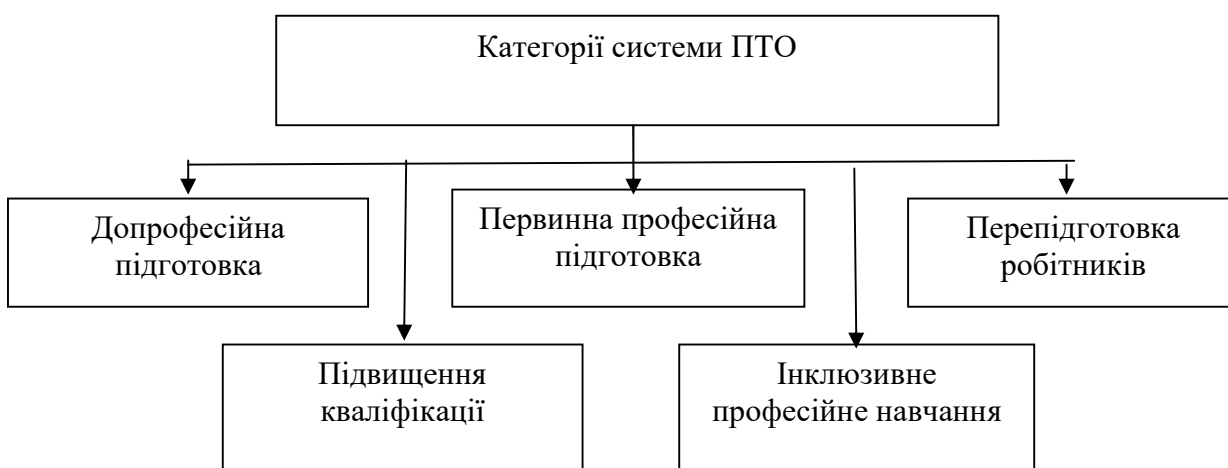 Категорії системи ПТО
Допрофесійна
підготовка
Первинна професійна
підготовка
Перепідготовка
робітників
Підвищення
кваліфікації
Інклюзивне
професійне навчання